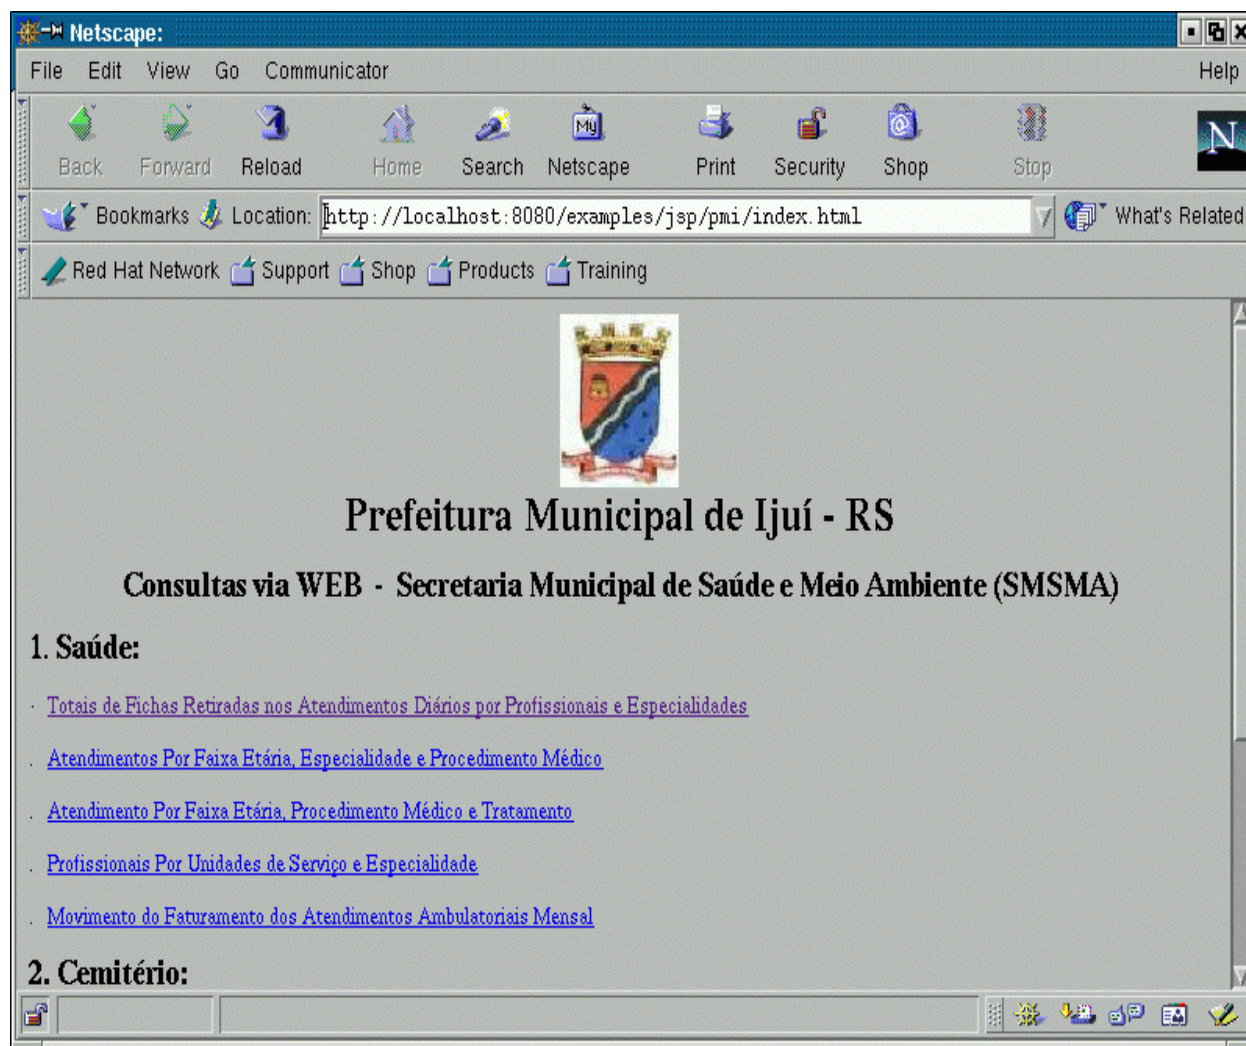 Netscape:
File Edit View Go Communicator Help
My N
Back Forward Reload Home Search Netscape Print Security Shop Stop
Bookmarks Location: http://localhost:8080/examples/jsp/pmi/index.html What's Related
Red Hat Network Support Shop Products Training
Prefeitura Municipal de Ijuí - RS
Consultas via WEB - Secretaria Municipal de Saúde e Meio Ambiente (SMSMA)
1. Saúde:
. Totais de Fichas Retiradas nos Atendimentos Diários por Profissionais e Especialidades
. Atendimentos Por Faixa Etária, Especialidade e Procedimento Médico
. Atendimento Por Faixa Etária, Procedimento Médico e Tratamento
. Profissionais Por Unidades de Serviço e Especialidade
. Movimento do Faturamento dos Atendimentos Ambulatoriais Mensal
2. Cemitério: